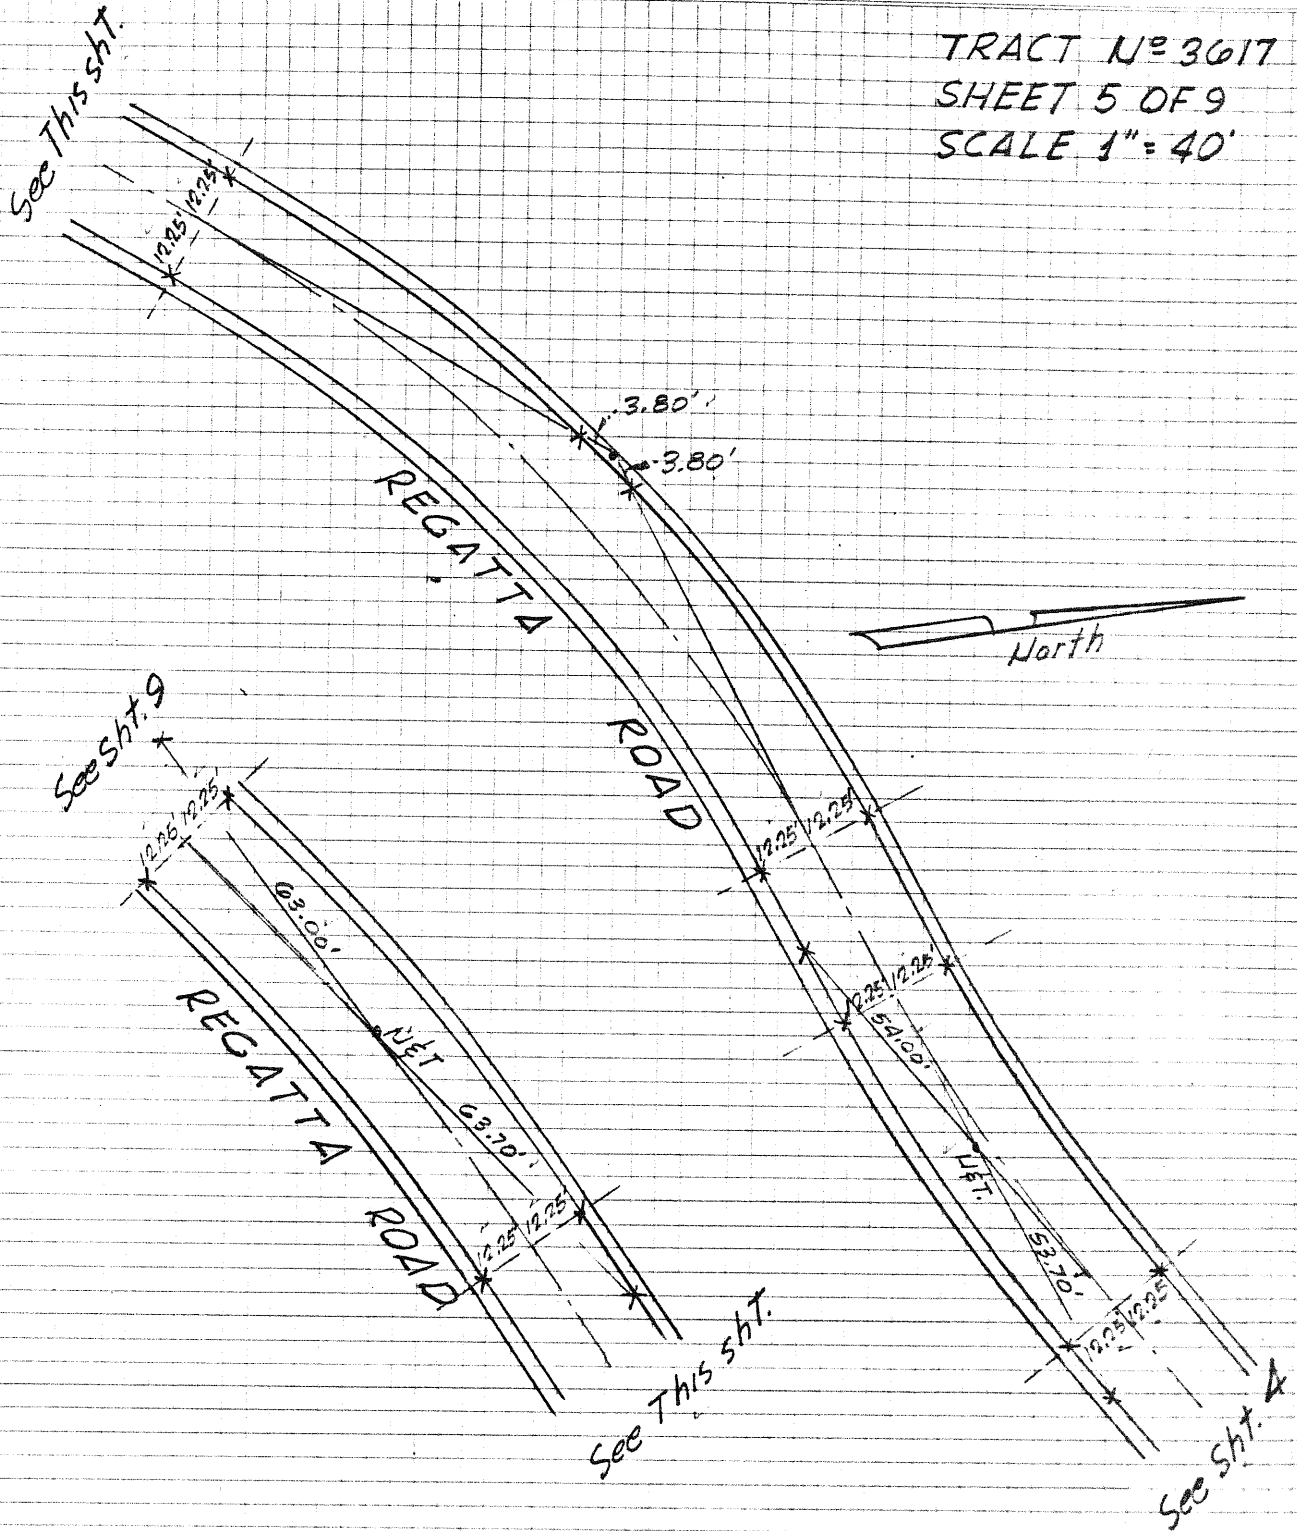 TRACT Nº 3617
SHEET 5 OF 9
SCALE 1" = 40'
See This sht.
12.25' 12.25'
3.80'
3.80'
REGATTA
ROAD
North
See Sht. 9
12.25' 12.25'
12.25' 12.25'
63.00'
12.25' 12.25'
54.00'
N&T
REGATTA
ROAD
63.70'
N&T.
12.25' 12.25'
53.70'
12.25' 12.25'
See This sht.
See Sht. 4